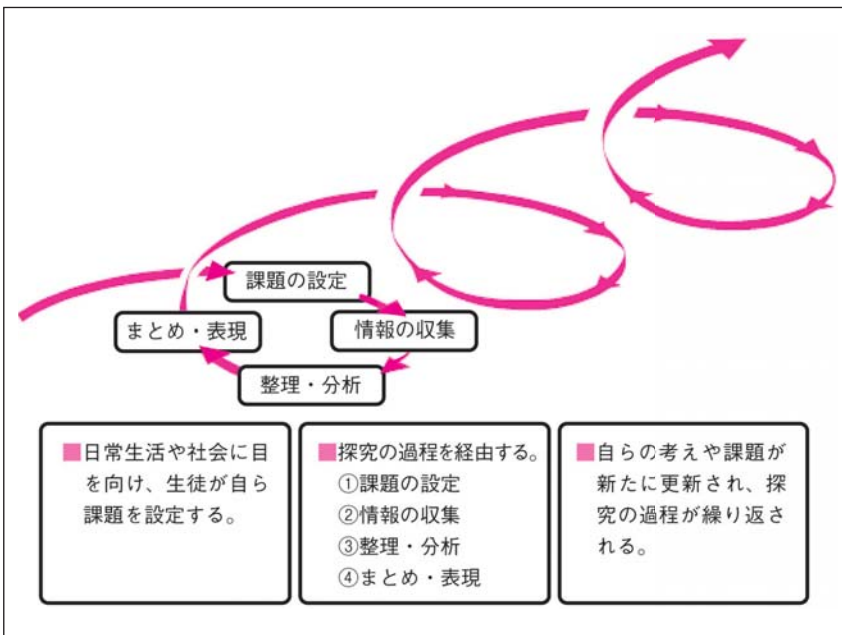 課題の設定
まとめ・表現
情報の収集
整理・分析
■日常生活や社会に目
を向け、生徒が自ら
課題を設定する。
■探究の過程を経由する。
①課題の設定
②情報の収集
③整理・分析
④まとめ・表現
■自らの考えや課題が
新たに更新され、探
究の過程が繰り返さ
れる。